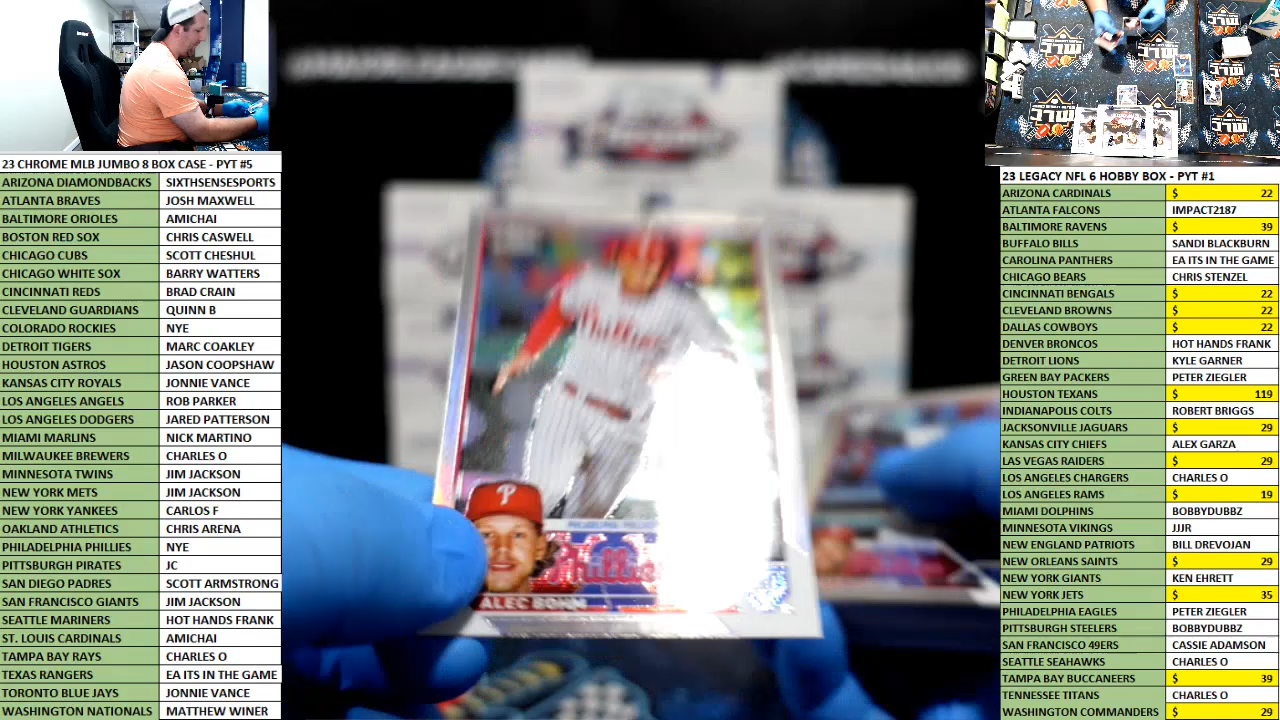 23 CHROME MLB JUMBO 8 BOX CASE - PYT #5
ARIZONA DIAMONDBACKS SIXTHSENSESPORTS
ATLANTA BRAVES JOSH MAXWELL
BALTIMORE ORIOLES AMICHAI
BOSTON RED SOX CHRIS CASWELL
CHICAGO CUBS SCOTT CHESHUL
CHICAGO WHITE SOX BARRY WATTERS
CINCINNATI REDS BRAD CRAIN
CLEVELAND GUARDIANS QUINN B
COLORADO ROCKIES NYE
DETROIT TIGERS MARC COAKLEY
HOUSTON ASTROS JASON COOPSHAW
KANSAS CITY ROYALS JONNIE VANCE
LOS ANGELES ANGELS ROB PARKER
LOS ANGELES DODGERS JARED PATTERSON
MIAMI MARLINS NICK MARTINO
MILWAUKEE BREWERS CHARLES O
MINNESOTA TWINS JIM JACKSON
NEW YORK METS JIM JACKSON
NEW YORK YANKEES CARLOS F
OAKLAND ATHLETICS CHRIS ARENA
PHILADELPHIA PHILLIES NYE
PITTSBURGH PIRATES JC
SAN DIEGO PADRES SCOTT ARMSTRONG
SAN FRANCISCO GIANTS JIM JACKSON
SEATTLE MARINERS HOT HANDS FRANK
ST. LOUIS CARDINALS AMICHAI
TAMPA BAY RAYS CHARLES O
TEXAS RANGERS EA ITS IN THE GAME
TORONTO BLUE JAYS JONNIE VANCE
WASHINGTON NATIONALS MATTHEW WINER
Phillies
P
Phillies
ALEC BOHM
23 LEGACY NFL 6 HOBBY BOX - PYT #1
ARIZONA CARDINALS $ 22
ATLANTA FALCONS IMPACT2187
BALTIMORE RAVENS $ 39
BUFFALO BILLS SANDI BLACKBURN
CAROLINA PANTHERS EA ITS IN THE GAME
CHICAGO BEARS CHRIS STENZEL
CINCINNATI BENGALS $ 22
CLEVELAND BROWNS $ 22
DALLAS COWBOYS $ 22
DENVER BRONCOS HOT HANDS FRANK
DETROIT LIONS KYLE GARNER
GREEN BAY PACKERS PETER ZIEGLER
HOUSTON TEXANS $ 119
INDIANAPOLIS COLTS ROBERT BRIGGS
JACKSONVILLE JAGUARS $ 29
KANSAS CITY CHIEFS ALEX GARZA
LAS VEGAS RAIDERS $ 29
LOS ANGELES CHARGERS CHARLES O
LOS ANGELES RAMS $ 19
MIAMI DOLPHINS BOBBYDUBBZ
MINNESOTA VIKINGS JJJR
NEW ENGLAND PATRIOTS BILL DREVOJAN
NEW ORLEANS SAINTS $ 29
NEW YORK GIANTS KEN EHRETT
NEW YORK JETS $ 35
PHILADELPHIA EAGLES PETER ZIEGLER
PITTSBURGH STEELERS BOBBYDUBBZ
SAN FRANCISCO 49ERS CASSIE ADAMSON
SEATTLE SEAHAWKS CHARLES O
TAMPA BAY BUCCANEERS $ 39
TENNESSEE TITANS CHARLES O
WASHINGTON COMMANDERS $ 29